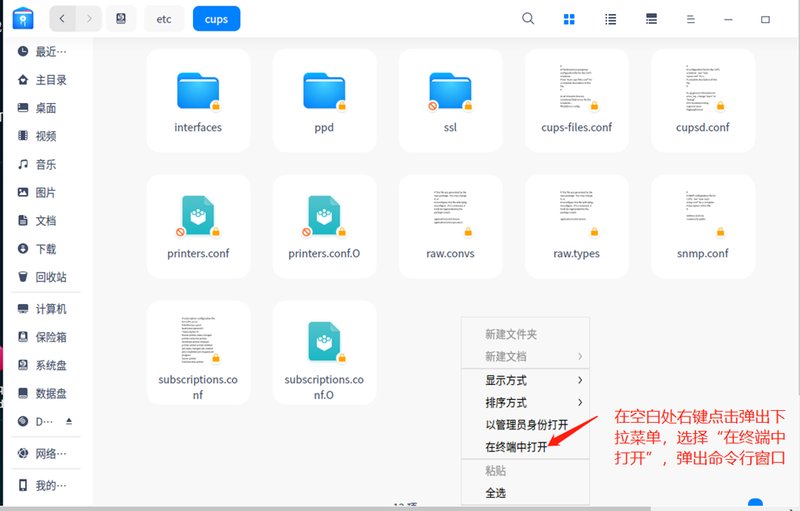 etc
cups
最近…
主目录
桌面
视频
音乐
图片
文档
下载
回收站
计算机
保险箱
系统盘
数据盘
D…
网络…
我的…
interfaces
ppd
ssl
cups-files.conf
cupsd.conf
printers.conf
printers.conf.O
raw.convs
raw.types
snmp.conf
subscriptions.co
nf
subscriptions.co
nf.O
新建文件夹
新建文档
显示方式
排序方式
以管理员身份打开
在终端中打开
粘贴
全选
在空白处右键点击弹出下
拉菜单，选择“在终端中
打开”，弹出命令行窗口